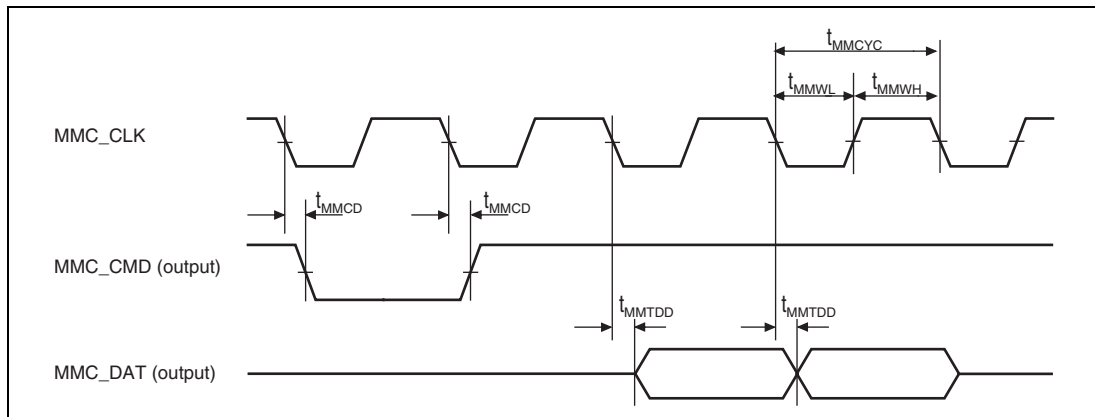 tMMCYC
tMMWL tMMWH
MMC_CLK
tMMCD tMMCD
MMC_CMD (output)
tMMTDD tMMTDD
MMC_DAT (output)